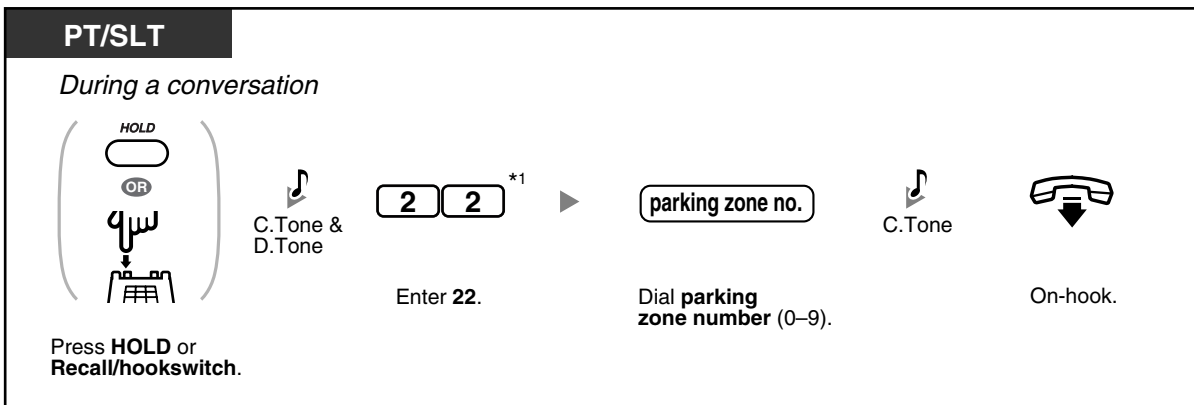 PT/SLT
During a conversation
HOLD
OR
C.Tone &
D.Tone
2 2 *1
parking zone no.
C.Tone
Press HOLD or
Recall/hookswitch.
Enter 22.
Dial parking
zone number (0–9).
On-hook.